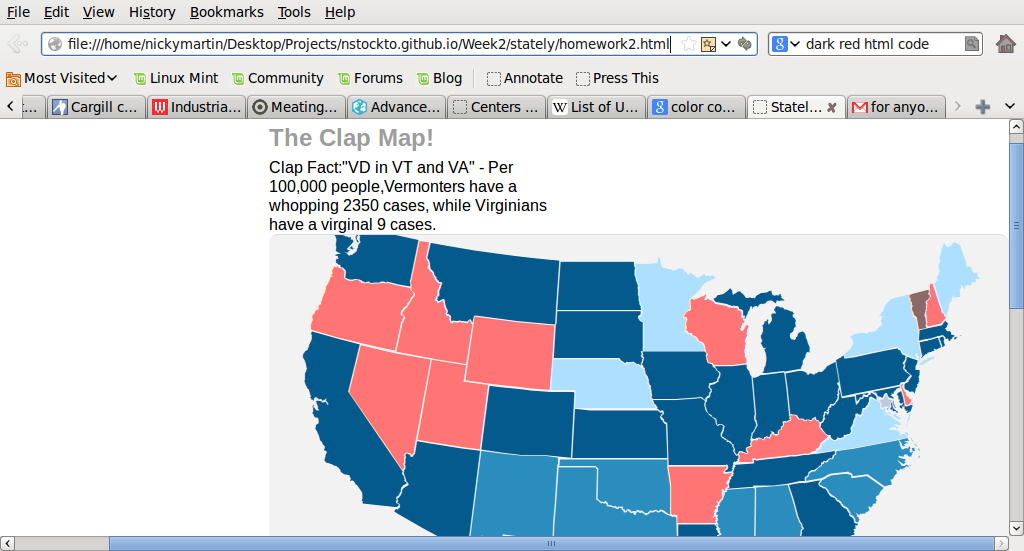 File Edit View History Bookmarks Tools Help
file:///home/nickymartin/Desktop/Projects/nstockto.github.io/Week2/stately/homework2.html
dark red html code
Most Visited Linux Mint Community Forums Blog Annotate Press This
t... Cargill c... Industria... Meating... Advance... Centers ... List of U... color co... Statel... for anyo...
The Clap Map!
Clap Fact:"VD in VT and VA" - Per
100,000 people,Vermonters have a
whopping 2350 cases, while Virginians
have a virginal 9 cases.